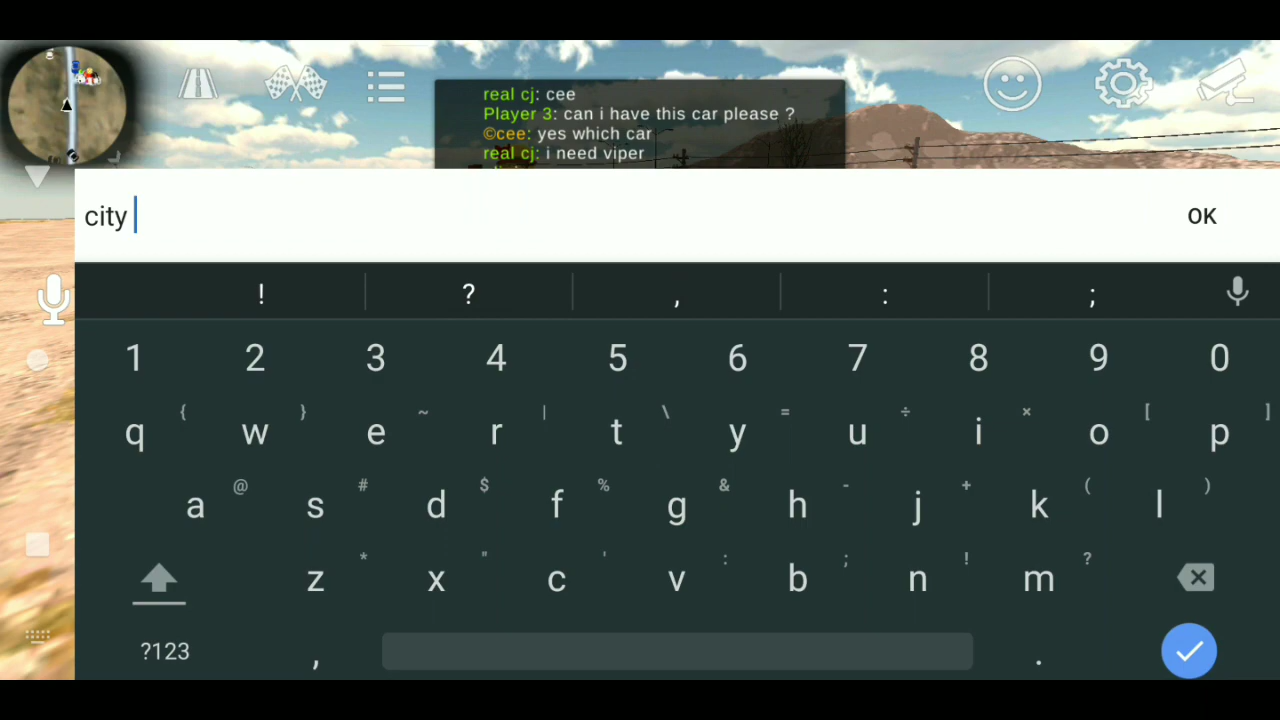 real cj: cee
Player 3: can i have this car please ?
©cee: yes which car
real cj: i need viper
city
OK
! ? , : ;
1 2 3 4 5 6 7 8 9 0
{ } ~ | \ = ÷ × [ ]
q w e r t y u i o p
@ # $ % & - + ( )
a s d f g h j k l
* " ' : ; ! ?
z x c v b n m
?123 , .